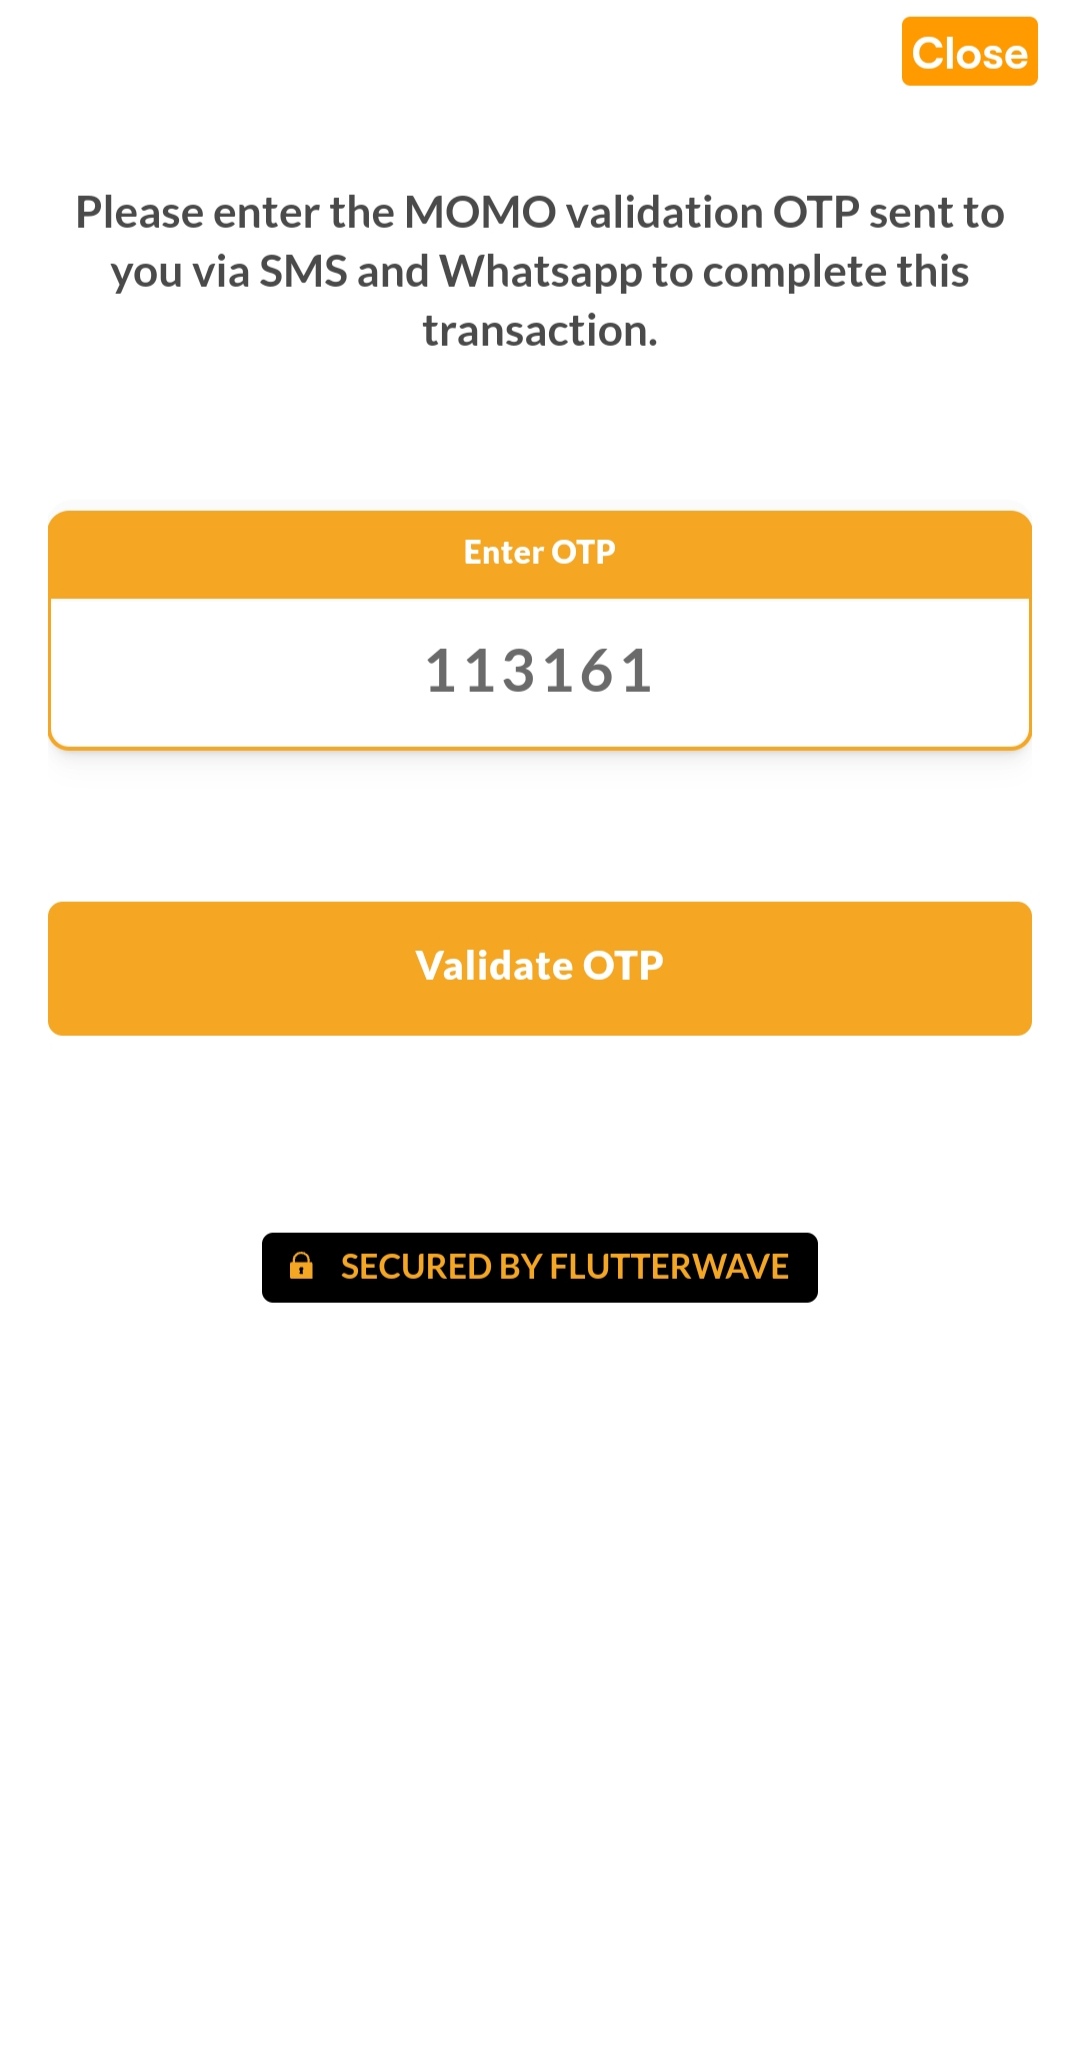 Close
Please enter the MOMO validation OTP sent to
you via SMS and Whatsapp to complete this
transaction.
Enter OTP
113161
Validate OTP
SECURED BY FLUTTERWAVE